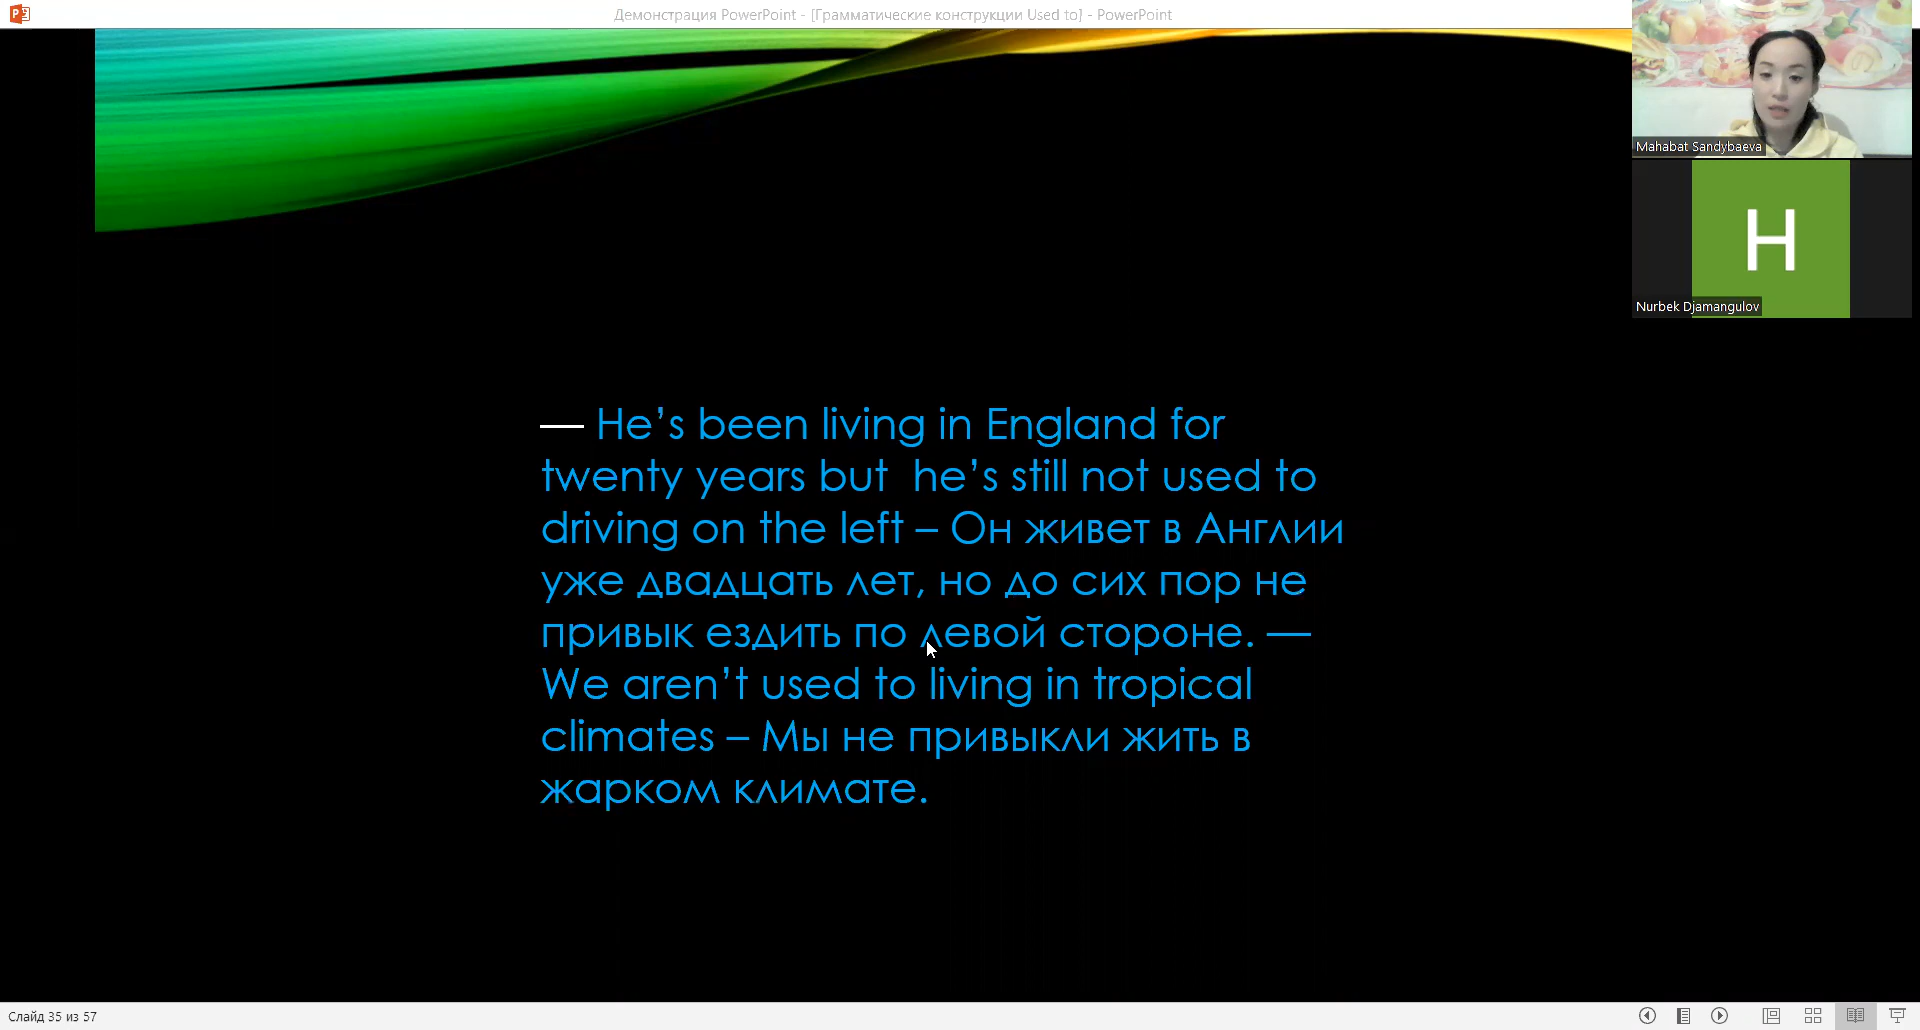 Демонстрация PowerPoint - [Грамматические конструкции Used to] - PowerPoint
Mahabat Sandybaeva
H
Nurbek Djamangulov
— He’s been living in England for
twenty years but  he’s still not used to
driving on the left – Он живет в Англии
уже двадцать лет, но до сих пор не
привык ездить по левой стороне. —
We aren’t used to living in tropical
climates – Мы не привыкли жить в
жарком климате.
Слайд 35 из 57